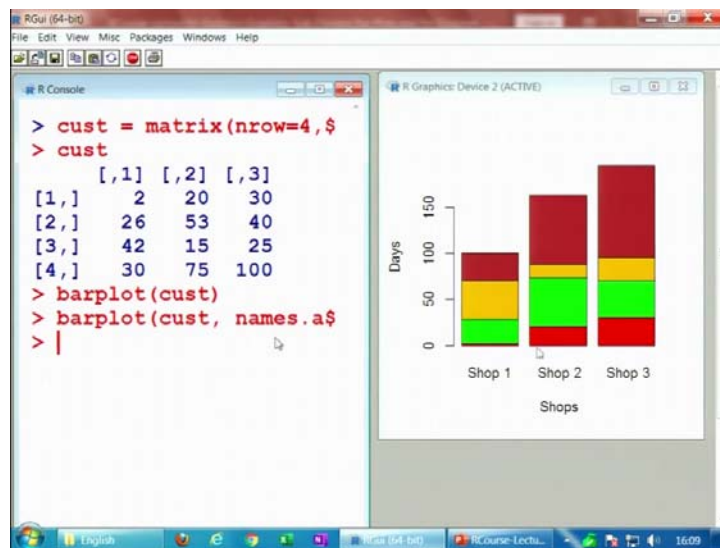 RGui (64-bit)
File Edit View Misc Packages Windows Help
R Console
> cust = matrix(nrow=4,$
> cust
[,1] [,2] [,3]
[1,] 2 20 30
[2,] 26 53 40
[3,] 42 15 25
[4,] 30 75 100
> barplot(cust)
> barplot(cust, names.a$
>
R Graphics: Device 2 (ACTIVE)
150
100
50
0
Days
Shop 1 Shop 2 Shop 3
Shops
English
RGui (64-bit)
RCourse-Lectu...
16:09